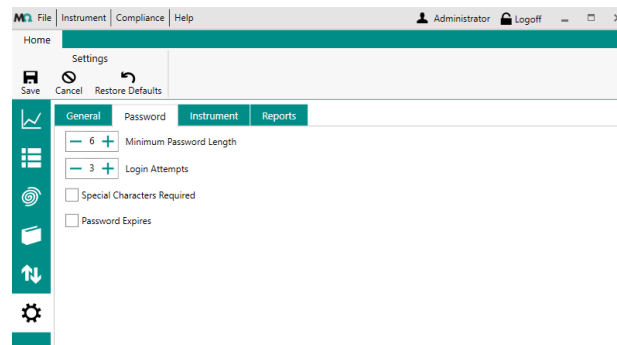 MΩ File Instrument Compliance Help Administrator Logoff
Home
Settings
Save Cancel Restore Defaults
General Password Instrument Reports
6 Minimum Password Length
3 Login Attempts
Special Characters Required
Password Expires